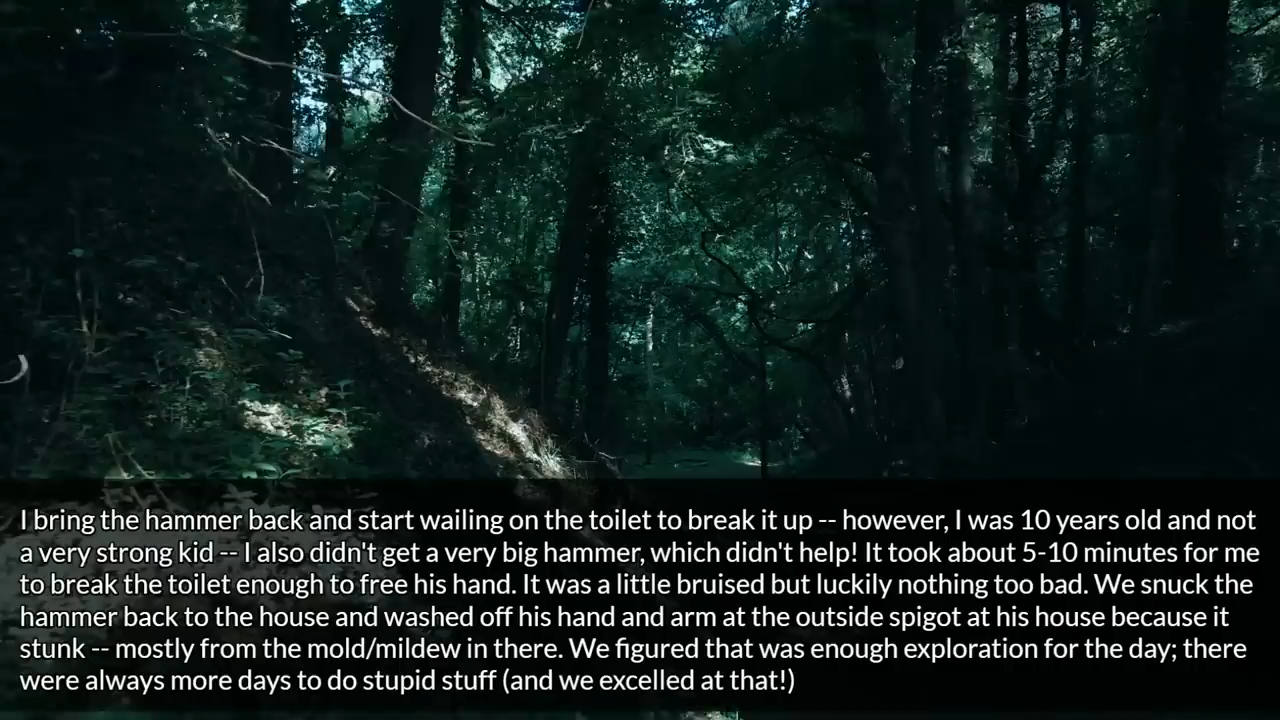 I bring the hammer back and start wailing on the toilet to break it up -- however, I was 10 years old and not
a very strong kid -- I also didn't get a very big hammer, which didn't help! It took about 5-10 minutes for me
to break the toilet enough to free his hand. It was a little bruised but luckily nothing too bad. We snuck the
hammer back to the house and washed off his hand and arm at the outside spigot at his house because it
stunk -- mostly from the mold/mildew in there. We figured that was enough exploration for the day; there
were always more days to do stupid stuff (and we excelled at that!)